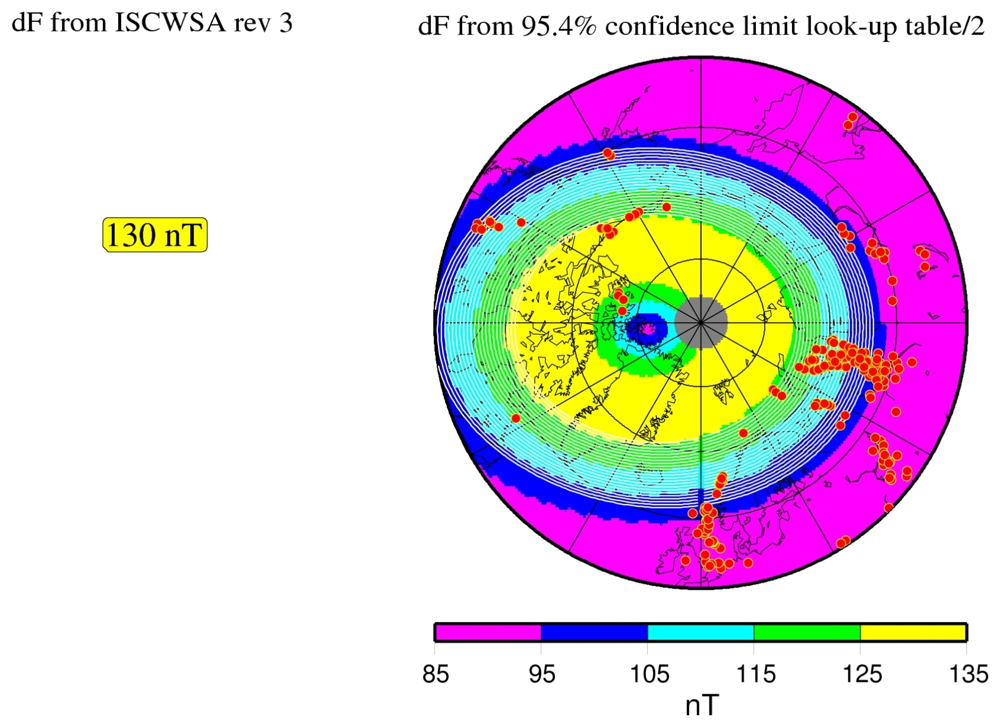 dF from ISCWSA rev 3
dF from 95.4% confidence limit look-up table/2
130 nT
85 95 105 115 125 135
nT